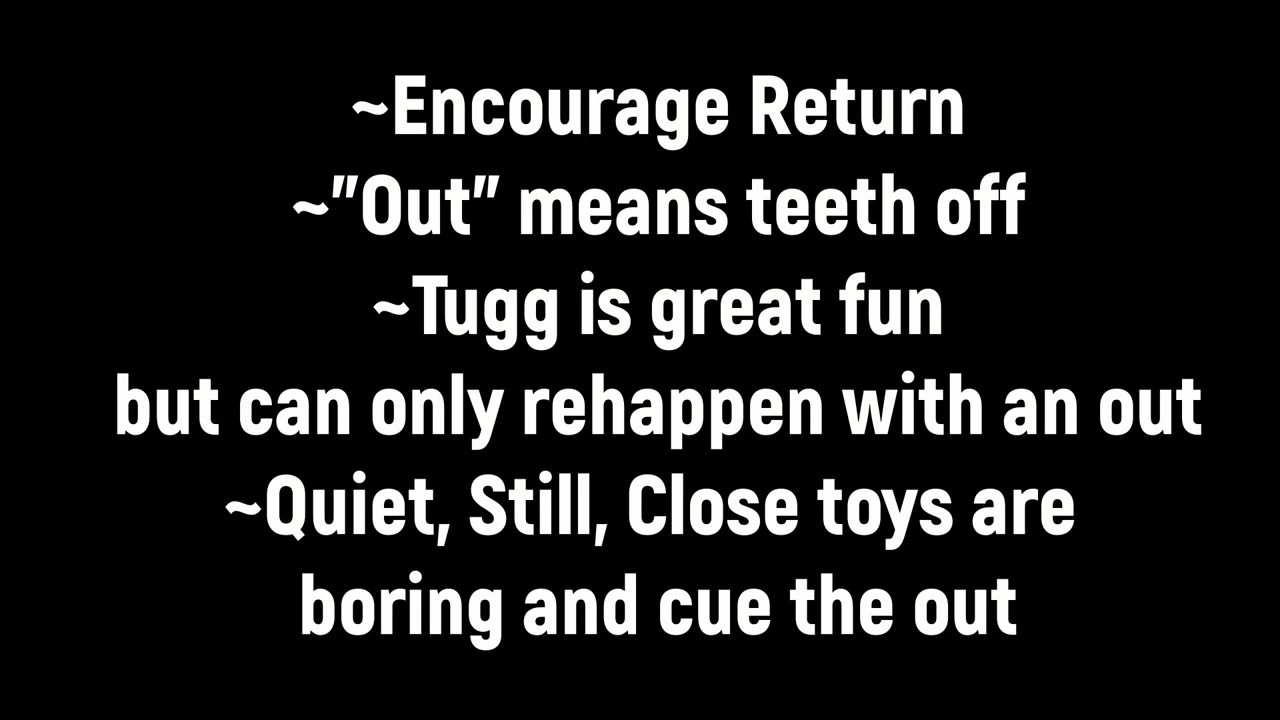 ~Encourage Return
~"Out" means teeth off
~Tugg is great fun
but can only rehappen with an out
~Quiet, Still, Close toys are
boring and cue the out